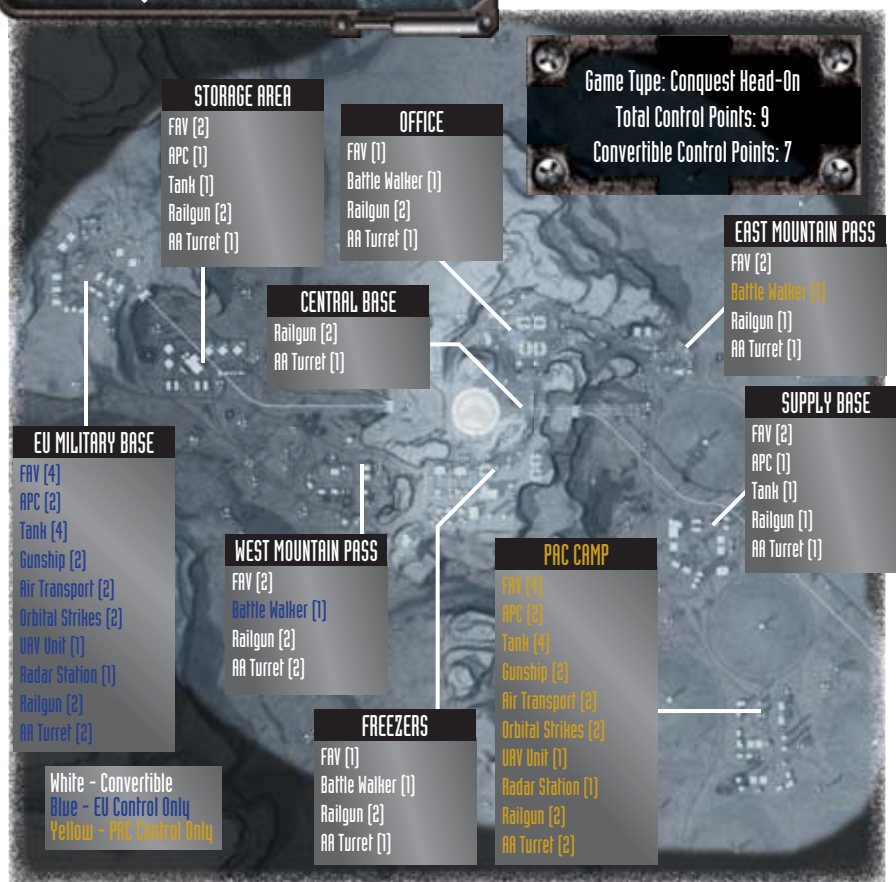 Game Type: Conquest Head-On
Total Control Points: 9
Convertible Control Points: 7
STORAGE AREA
FAV (2)
APC (1)
Tank (1)
Railgun (2)
AA Turret (1)
OFFICE
FAV (1)
Battle Walker (1)
Railgun (2)
AA Turret (1)
EAST MOUNTAIN PASS
FAV (2)
Battle Walker (1)
Railgun (1)
AA Turret (1)
CENTRAL BASE
Railgun (2)
AA Turret (1)
SUPPLY BASE
FAV (2)
APC (1)
Tank (1)
Railgun (1)
AA Turret (1)
EU MILITARY BASE
FAV (4)
APC (2)
Tank (4)
Gunship (2)
Air Transport (2)
Orbital Strikes (2)
UAV Unit (1)
Radar Station (1)
Railgun (2)
AA Turret (2)
WEST MOUNTAIN PASS
FAV (2)
Battle Walker (1)
Railgun (2)
AA Turret (2)
PAC CAMP
FAV (4)
APC (2)
Tank (4)
Gunship (2)
Air Transport (2)
Orbital Strikes (2)
UAV Unit (1)
Radar Station (1)
Railgun (2)
AA Turret (2)
FREEZERS
FAV (1)
Battle Walker (1)
Railgun (2)
AA Turret (1)
White - Convertible
Blue - EU Control Only
Yellow - PAC Control Only